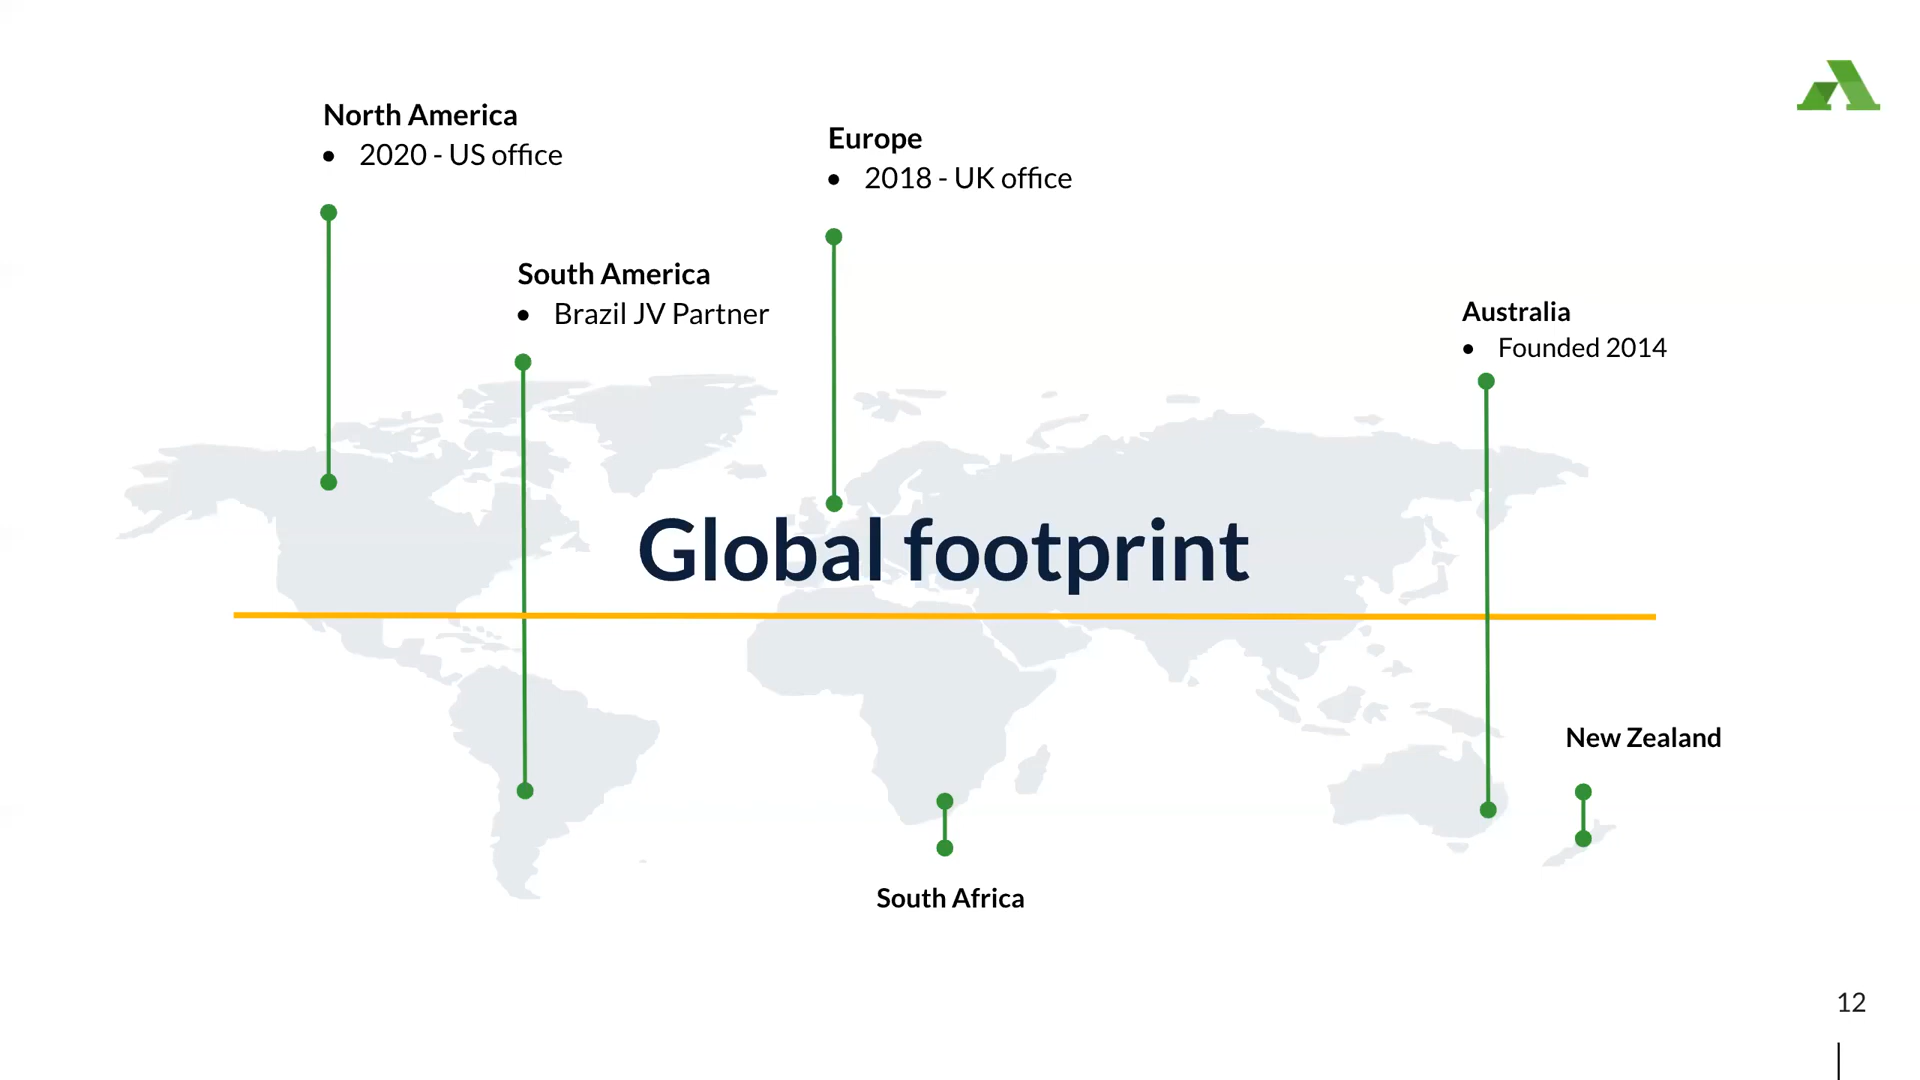 North America
• 2020 - US office
Europe
• 2018 - UK office
South America
• Brazil JV Partner
Australia
• Founded 2014
Global footprint
New Zealand
South Africa
12